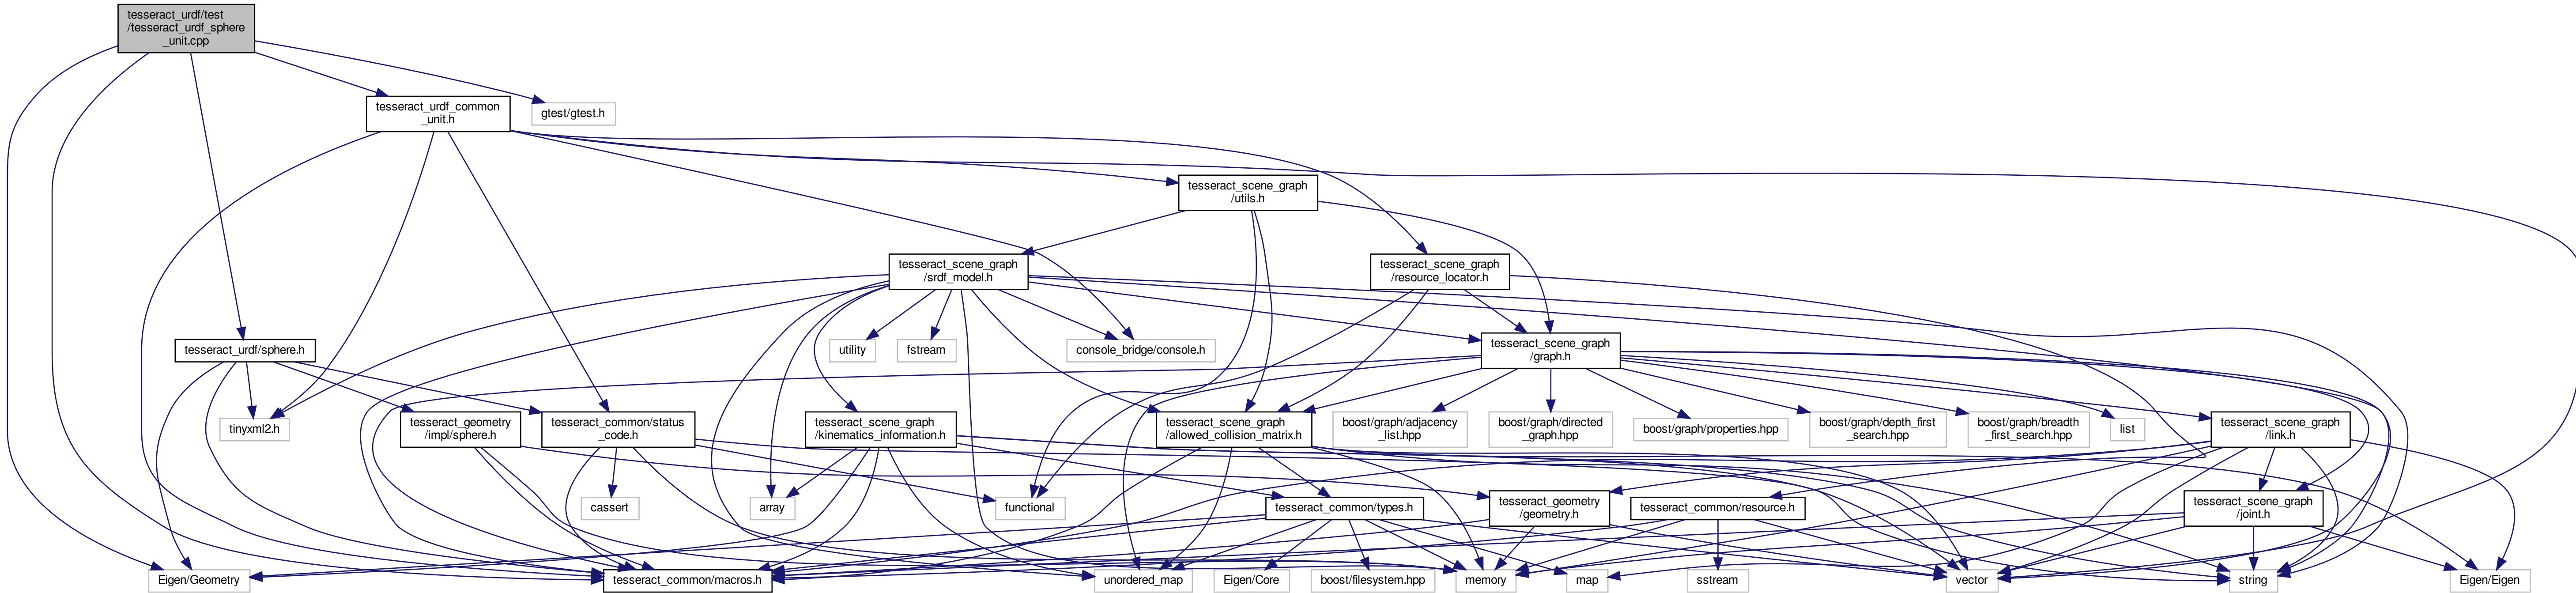 tesseract_urdf/test
/tesseract_urdf_sphere
_unit.cpp
tesseract_urdf_common
_unit.h
gtest/gtest.h
tesseract_scene_graph
/utils.h
tesseract_scene_graph
/srdf_model.h
tesseract_scene_graph
/resource_locator.h
tesseract_urdf/sphere.h
utility
fstream
console_bridge/console.h
tesseract_scene_graph
/graph.h
tinyxml2.h
tesseract_geometry
/impl/sphere.h
tesseract_common/status
_code.h
tesseract_scene_graph
/kinematics_information.h
tesseract_scene_graph
/allowed_collision_matrix.h
boost/graph/adjacency
_list.hpp
boost/graph/directed
_graph.hpp
boost/graph/properties.hpp
boost/graph/depth_first
_search.hpp
boost/graph/breadth
_first_search.hpp
list
tesseract_scene_graph
/link.h
cassert
array
functional
tesseract_common/types.h
tesseract_geometry
/geometry.h
tesseract_common/resource.h
tesseract_scene_graph
/joint.h
Eigen/Geometry
tesseract_common/macros.h
unordered_map
Eigen/Core
boost/filesystem.hpp
memory
map
sstream
vector
string
Eigen/Eigen